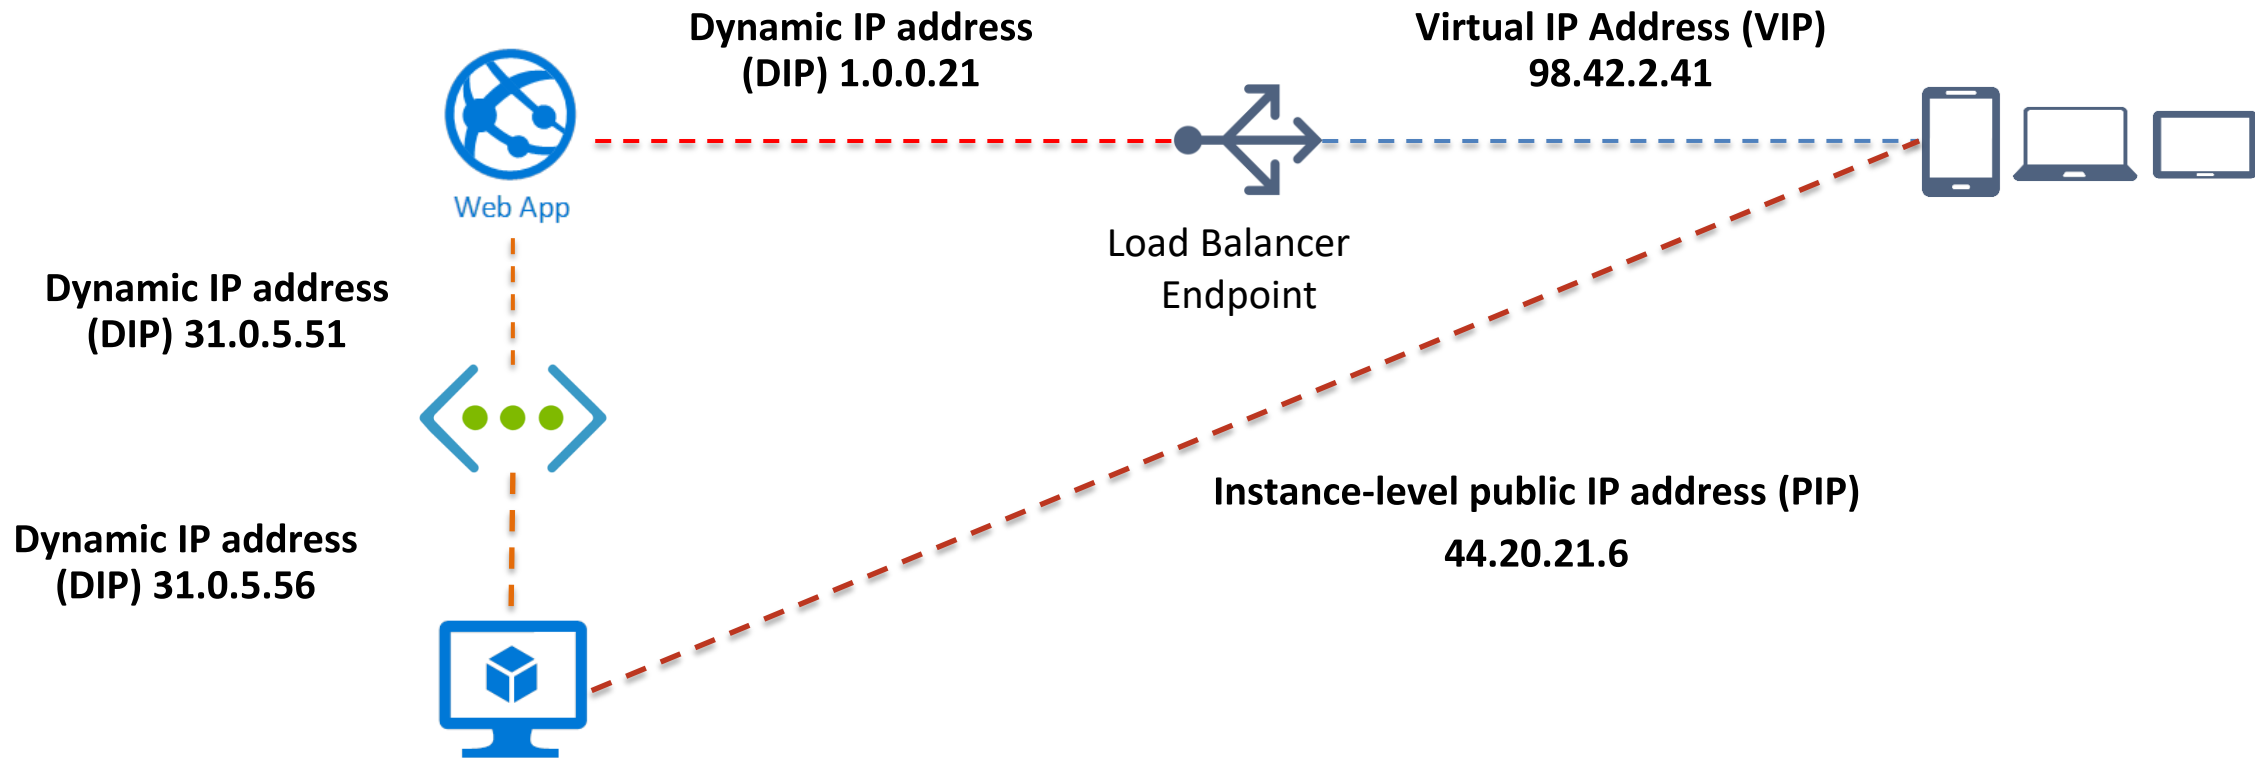 Dynamic IP address
(DIP) 1.0.0.21
Virtual IP Address (VIP)
98.42.2.41
Web App
Load Balancer
Endpoint
Dynamic IP address
(DIP) 31.0.5.51
Instance-level public IP address (PIP)
44.20.21.6
Dynamic IP address
(DIP) 31.0.5.56